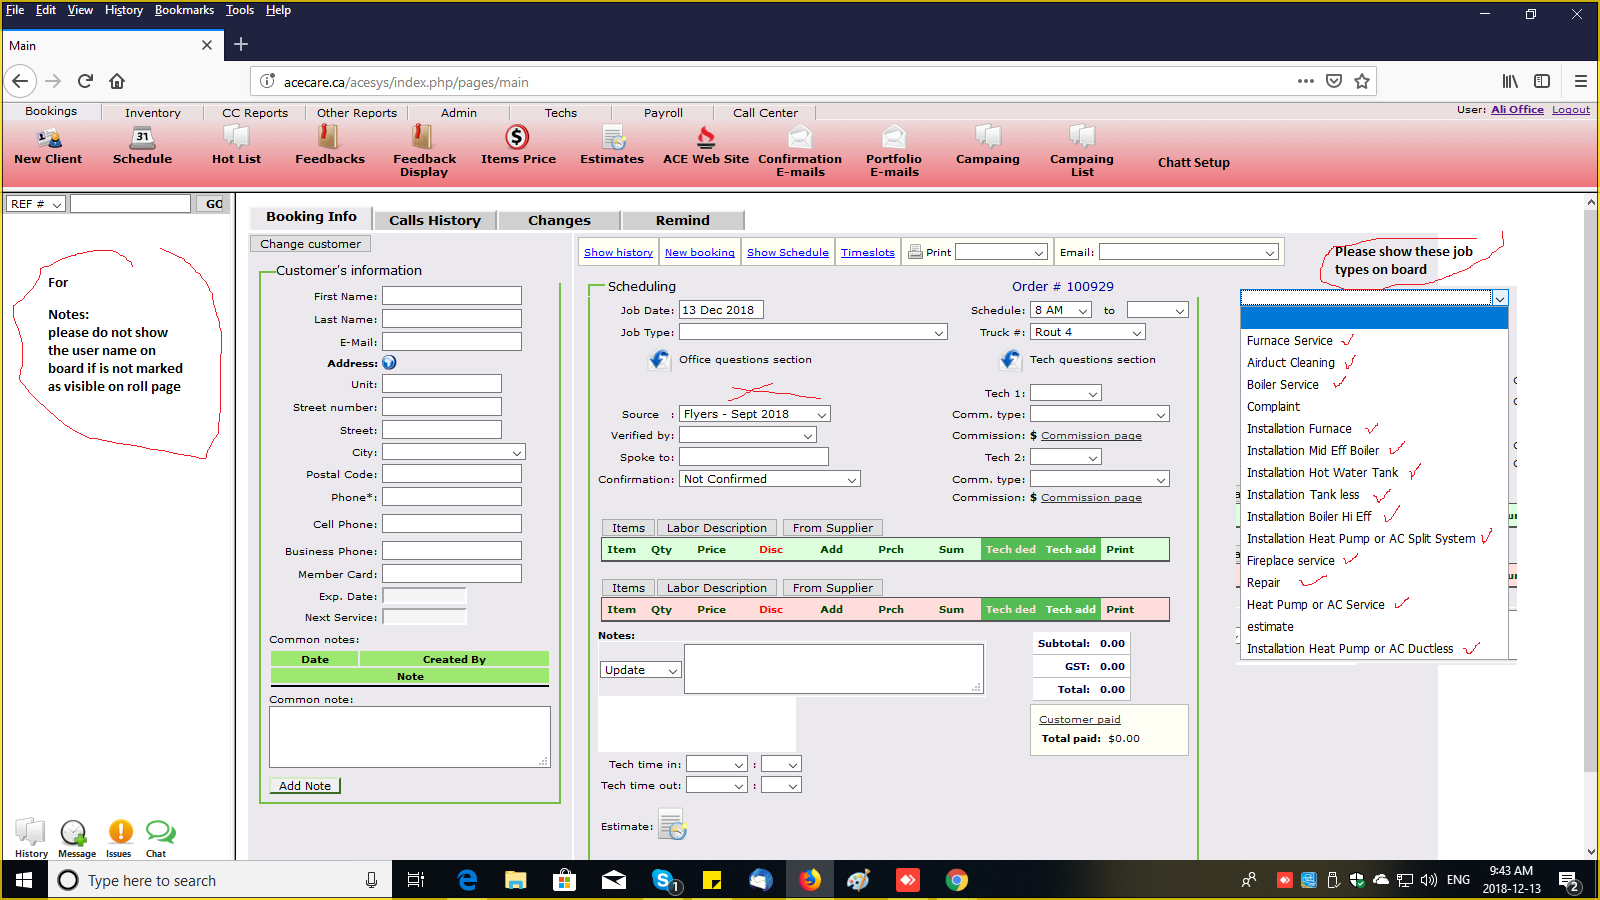 File Edit View History Bookmarks Tools Help
Main
acecare.ca/acesys/index.php/pages/main
Bookings Inventory CC Reports Other Reports Admin Techs Payroll Call Center
User: Ali Office Logout
New Client Schedule Hot List Feedbacks Feedback Display Items Price Estimates ACE Web Site Confirmation E-mails Portfolio E-mails Campaing Campaing List Chatt Setup
REF # GO
For
Notes:
please do not show
the user name on
board if is not marked
as visible on roll page
History Message Issues Chat
Booking Info Calls History Changes Remind
Change customer
Customer's information
First Name:
Last Name:
E-Mail:
Address:
Unit:
Street number:
Street:
City:
Postal Code:
Phone*:
Cell Phone:
Business Phone:
Member Card:
Exp. Date:
Next Service:
Common notes:
Date Created By
Note
Common note:
Add Note
Show history New booking Show Schedule Timeslots Print Email:
Scheduling Order # 100929
Job Date: 13 Dec 2018 Schedule: 8 AM to
Job Type: Truck #: Rout 4
Office questions section Tech questions section
Tech 1:
Source : Flyers - Sept 2018 Comm. type:
Verified by: Commission: $ Commission page
Spoke to: Tech 2:
Confirmation: Not Confirmed Comm. type:
Commission: $ Commission page
Items Labor Description From Supplier
Item Qty Price Disc Add Prch Sum Tech ded Tech add Print
Items Labor Description From Supplier
Item Qty Price Disc Add Prch Sum Tech ded Tech add Print
Notes:
Update
Subtotal: 0.00
GST: 0.00
Total: 0.00
Customer paid
Total paid: $0.00
Tech time in: :
Tech time out: :
Estimate:
Please show these job
types on board
Furnace Service
Airduct Cleaning
Boiler Service
Complaint
Installation Furnace
Installation Mid Eff Boiler
Installation Hot Water Tank
Installation Tank less
Installation Boiler Hi Eff
Installation Heat Pump or AC Split System
Fireplace service
Repair
Heat Pump or AC Service
estimate
Installation Heat Pump or AC Ductless
Type here to search
1
ENG
9:43 AM
2018-12-13
2